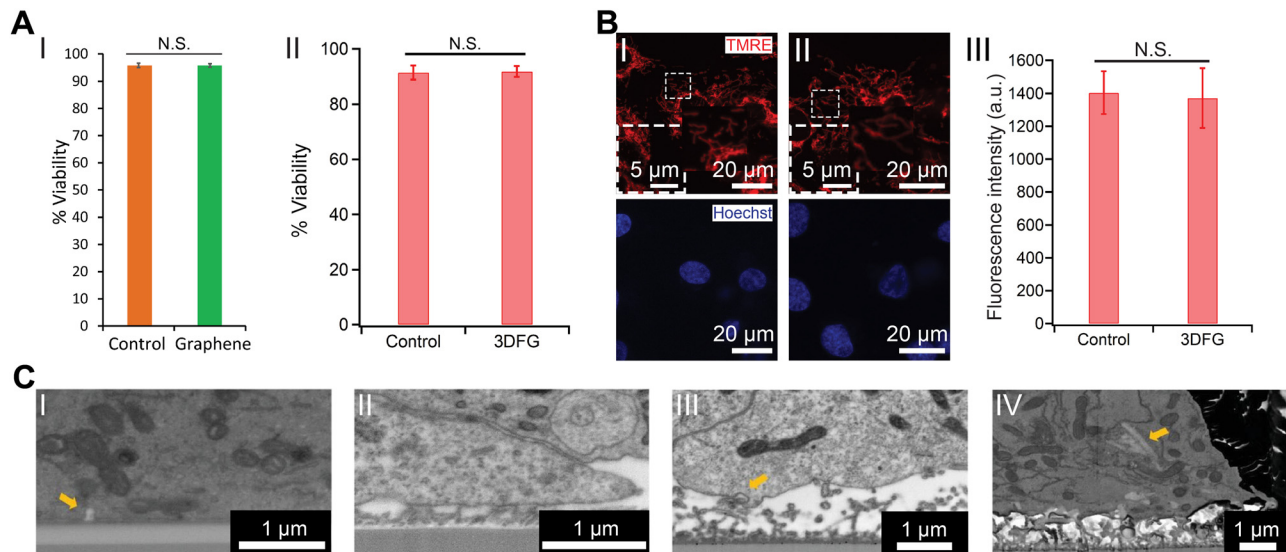 A
I
N.S.
% Viability
100
90
80
70
60
50
40
30
20
10
0
Control
Graphene
II
N.S.
% Viability
100
80
60
40
20
0
Control
3DFG
B
I
TMRE
5 µm
20 µm
II
5 µm
20 µm
Hoechst
20 µm
20 µm
III
N.S.
Fluorescence intensity (a.u.)
1600
1400
1200
1000
800
600
400
200
0
Control
3DFG
C
I
1 µm
II
1 µm
III
1 µm
IV
1 µm